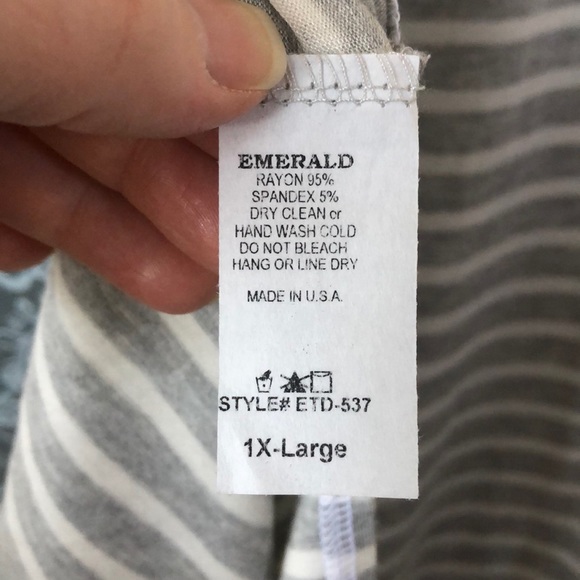 EMERALD
RAYON 95%
SPANDEX 5%
DRY CLEAN or
HAND WASH COLD
DO NOT BLEACH
HANG OR LINE DRY
MADE IN U.S.A.
STYLE# ETD-537
1X-Large